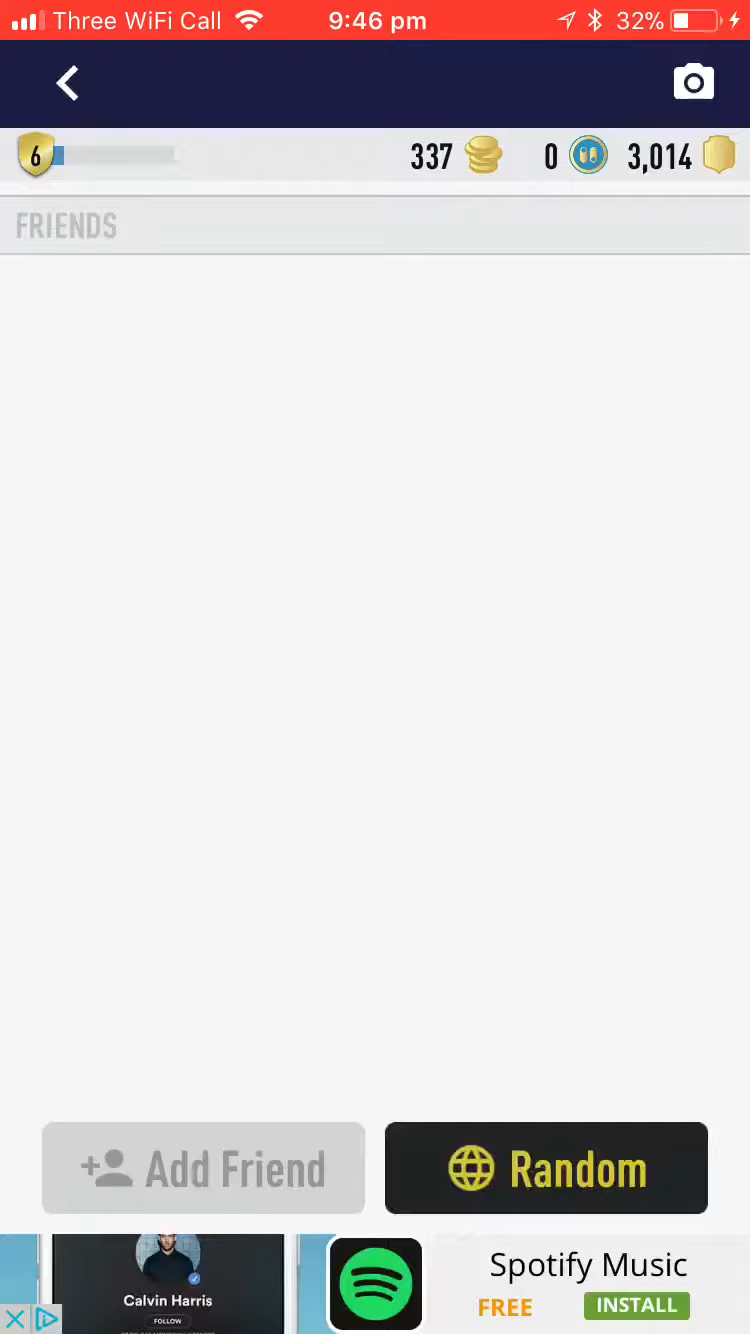 Three WiFi Call 9:46 pm 32%
6 337 0 3,014
FRIENDS
Add Friend Random
Calvin Harris
FOLLOW
Spotify Music
FREE INSTALL